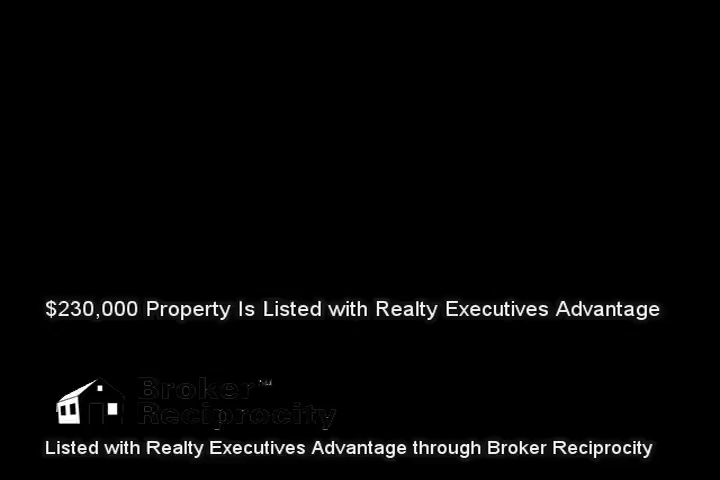 $230,000 Property Is Listed with Realty Executives Advantage
Broker™
Reciprocity
Listed with Realty Executives Advantage through Broker Reciprocity